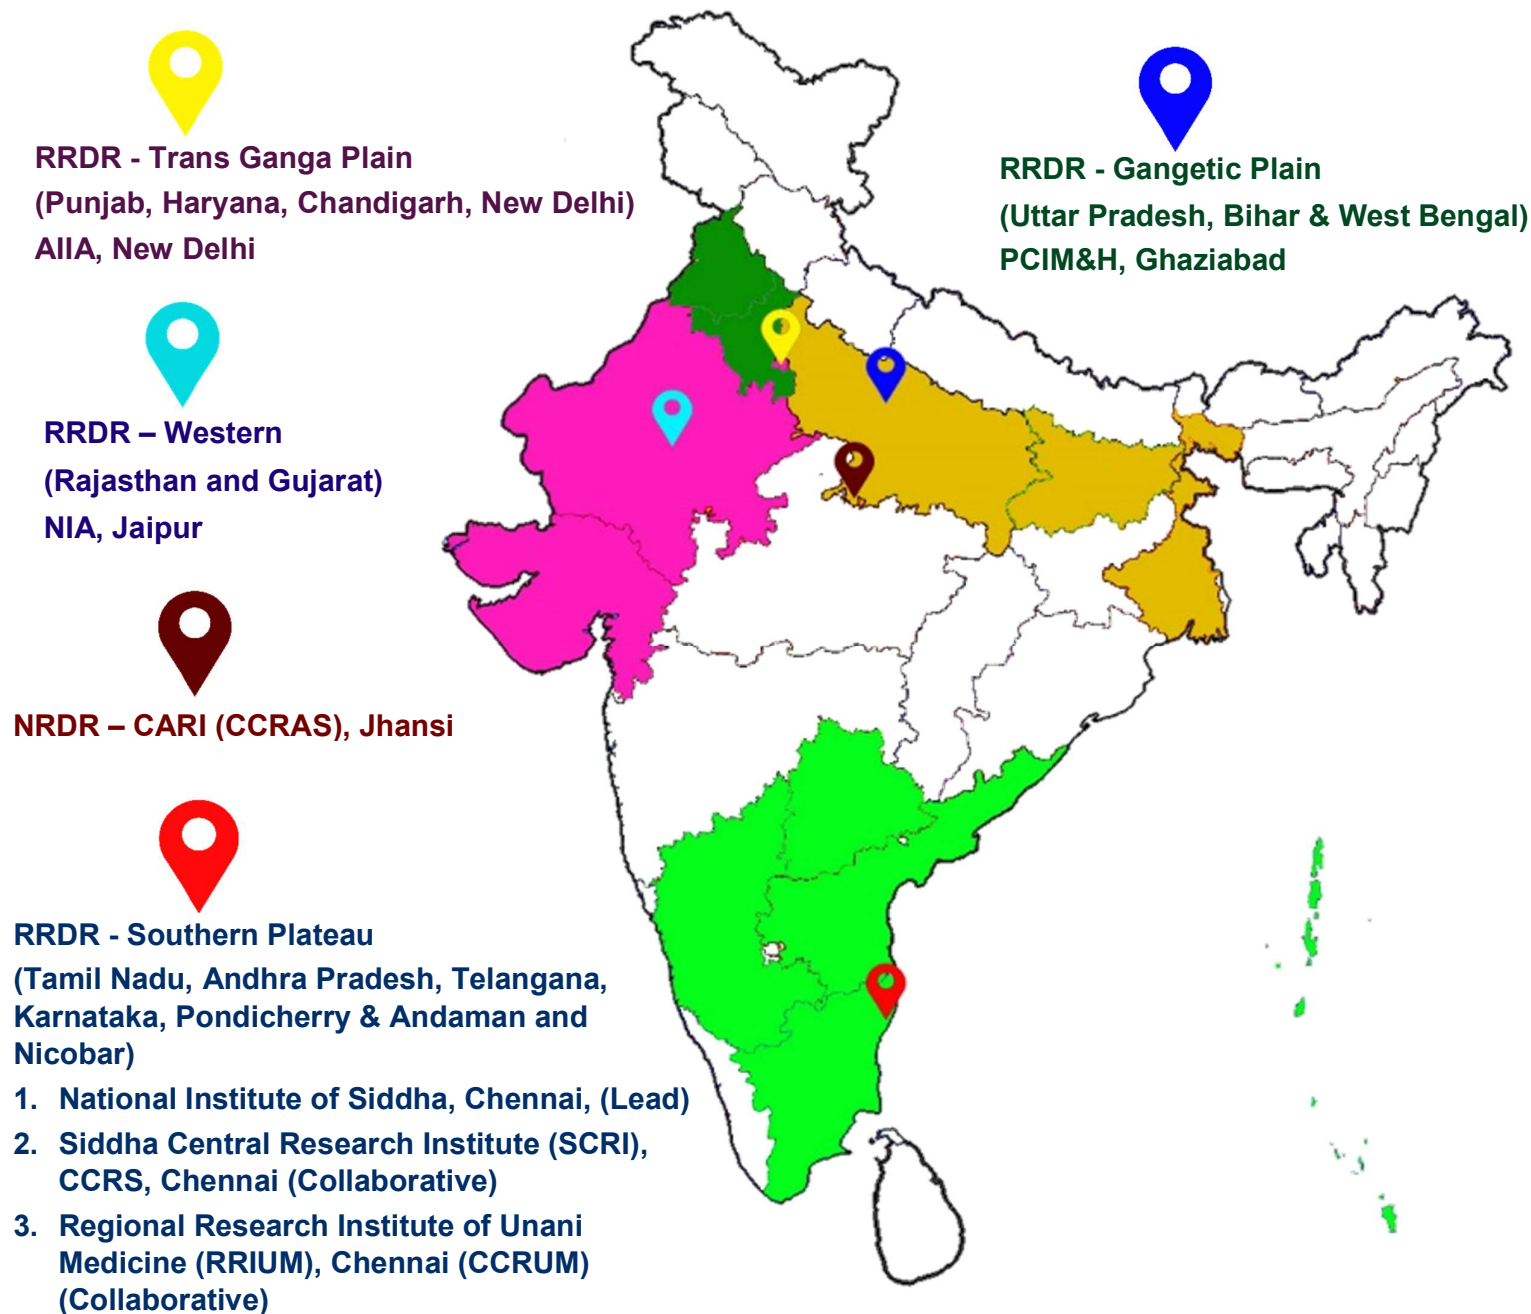 RRDR - Trans Ganga Plain
(Punjab, Haryana, Chandigarh, New Delhi)
AIIA, New Delhi
RRDR - Gangetic Plain
(Uttar Pradesh, Bihar & West Bengal)
PCIM&H, Ghaziabad
RRDR – Western
(Rajasthan and Gujarat)
NIA, Jaipur
NRDR – CARI (CCRAS), Jhansi
RRDR - Southern Plateau
(Tamil Nadu, Andhra Pradesh, Telangana,
Karnataka, Pondicherry & Andaman and
Nicobar)
1. National Institute of Siddha, Chennai, (Lead)
2. Siddha Central Research Institute (SCRI),
CCRS, Chennai (Collaborative)
3. Regional Research Institute of Unani
Medicine (RRIUM), Chennai (CCRUM)
(Collaborative)